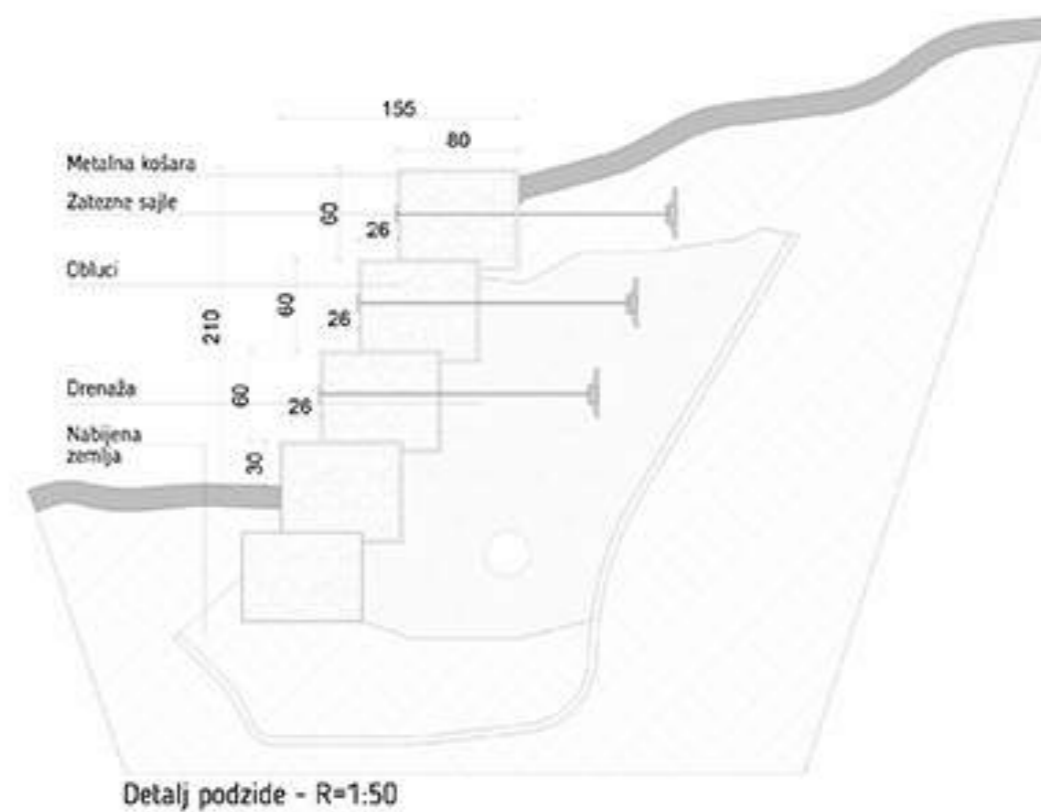 155
80
Metalna košara
Zatezne sajle
60
26
Obluci
60
26
210
Drenaža
60
26
Nabijena
zemlja
30
Detalj podzide - R=1:50